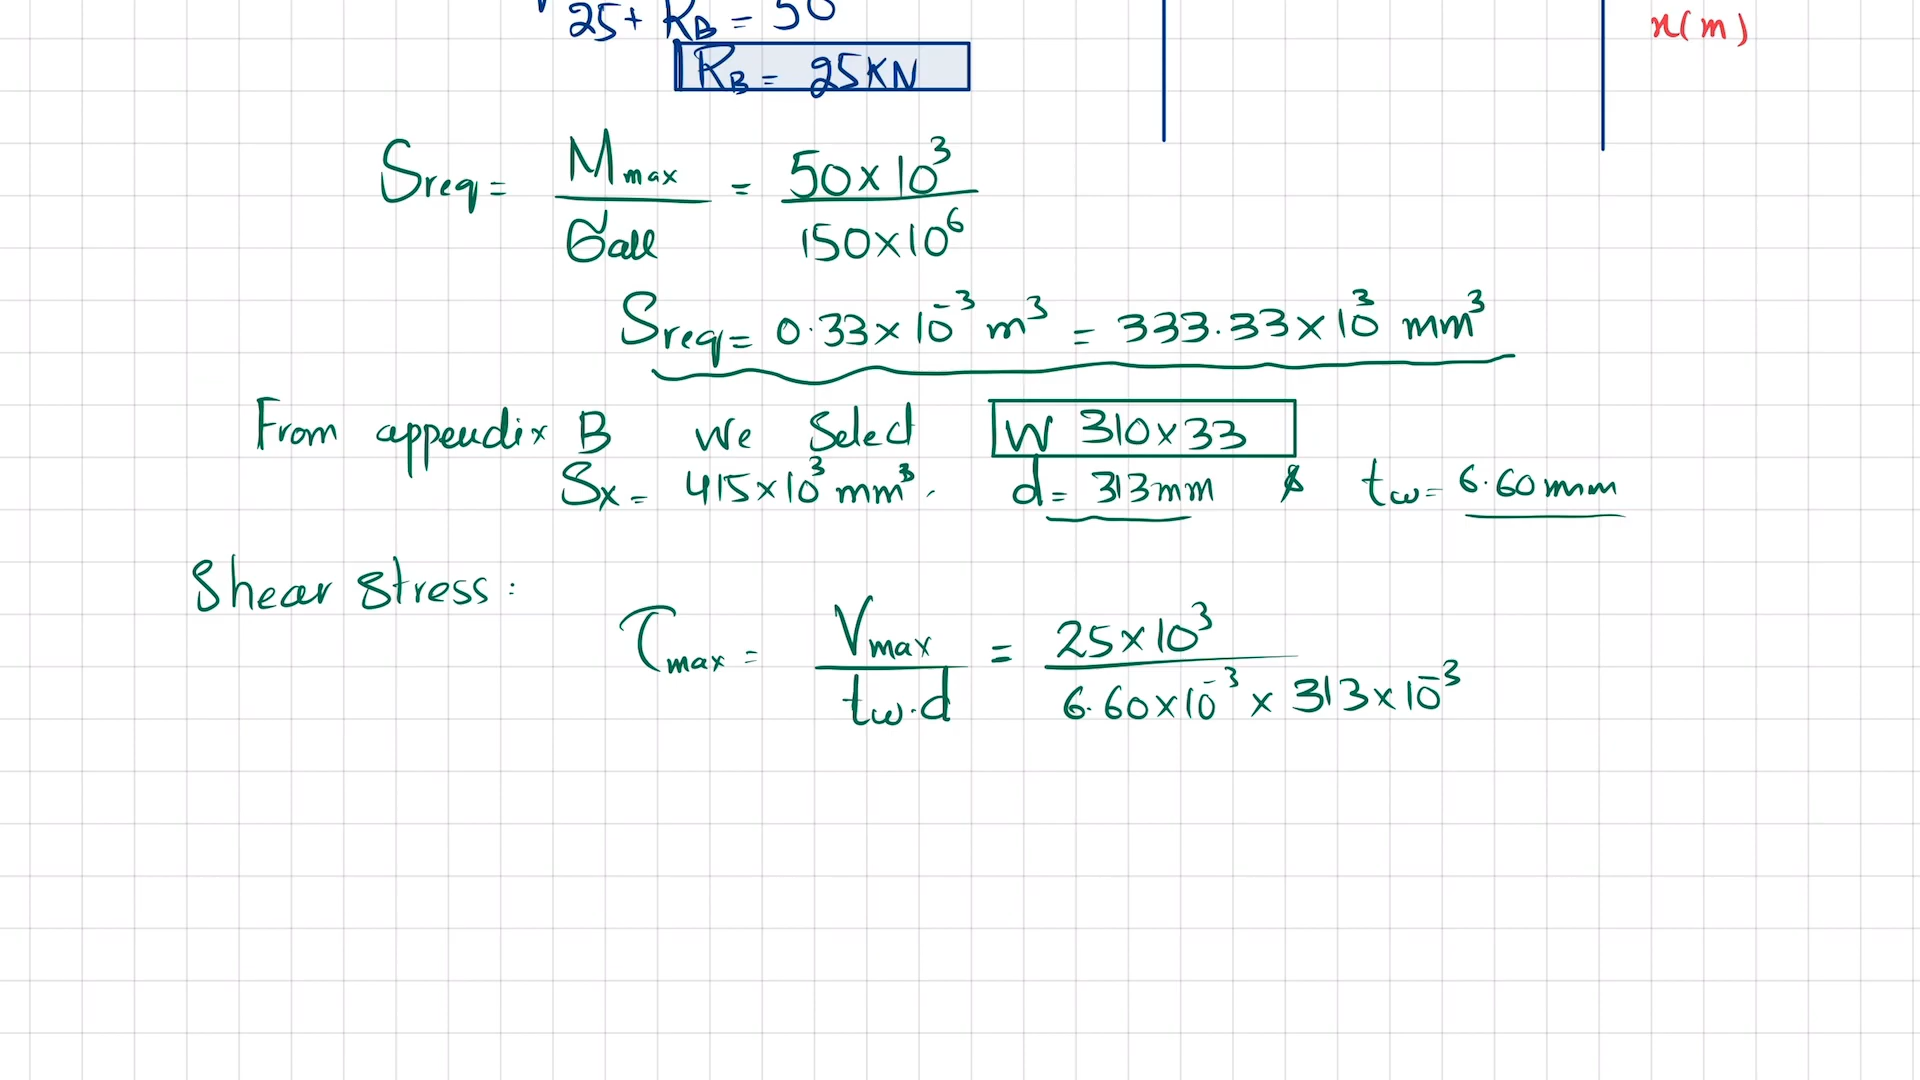 25 + R_B = 50
x(m)
R_B = 25KN
S_req = M_max / σ_all = 50×10³ / 150×10⁶
S_req = 0.33×10⁻³ m³ = 333.33×10³ mm³
From appendix B we select W 310×33
S_x = 415×10³ mm³. d = 313mm & t_w = 6.60mm
Shear stress:
τ_max = V_max / t_w.d = 25×10³ / 6.60×10⁻³ × 313×10⁻³